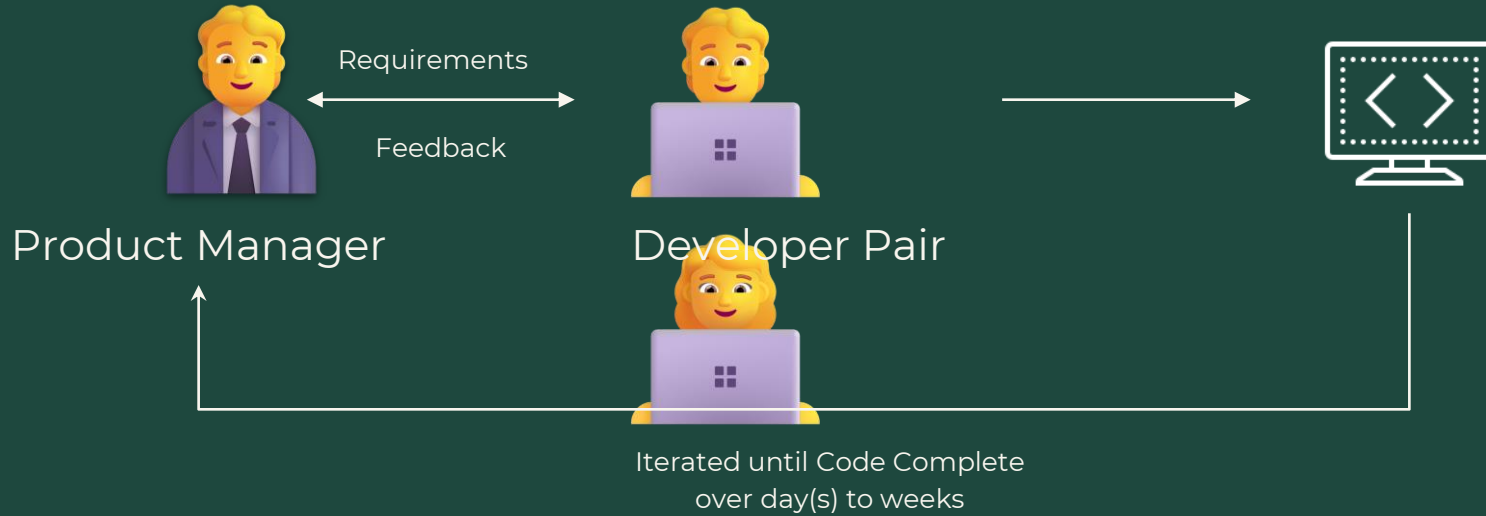 Requirements
Feedback
Product Manager
Developer Pair
Iterated until Code Complete
over day(s) to weeks